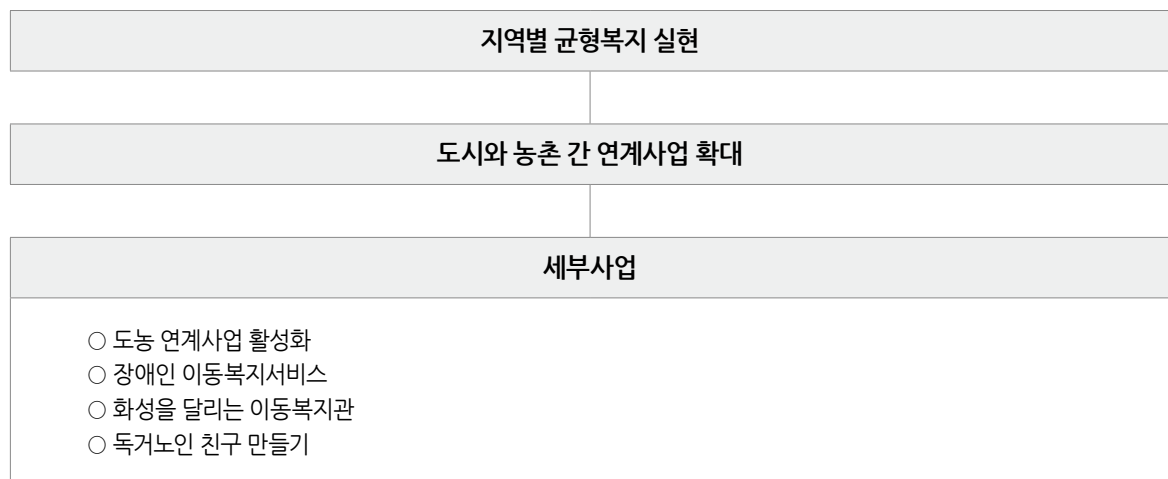 지역별 균형복지 실현
도시와 농촌 간 연계사업 확대
세부사업
○ 도농 연계사업 활성화
○ 장애인 이동복지서비스
○ 화성을 달리는 이동복지관
○ 독거노인 친구 만들기